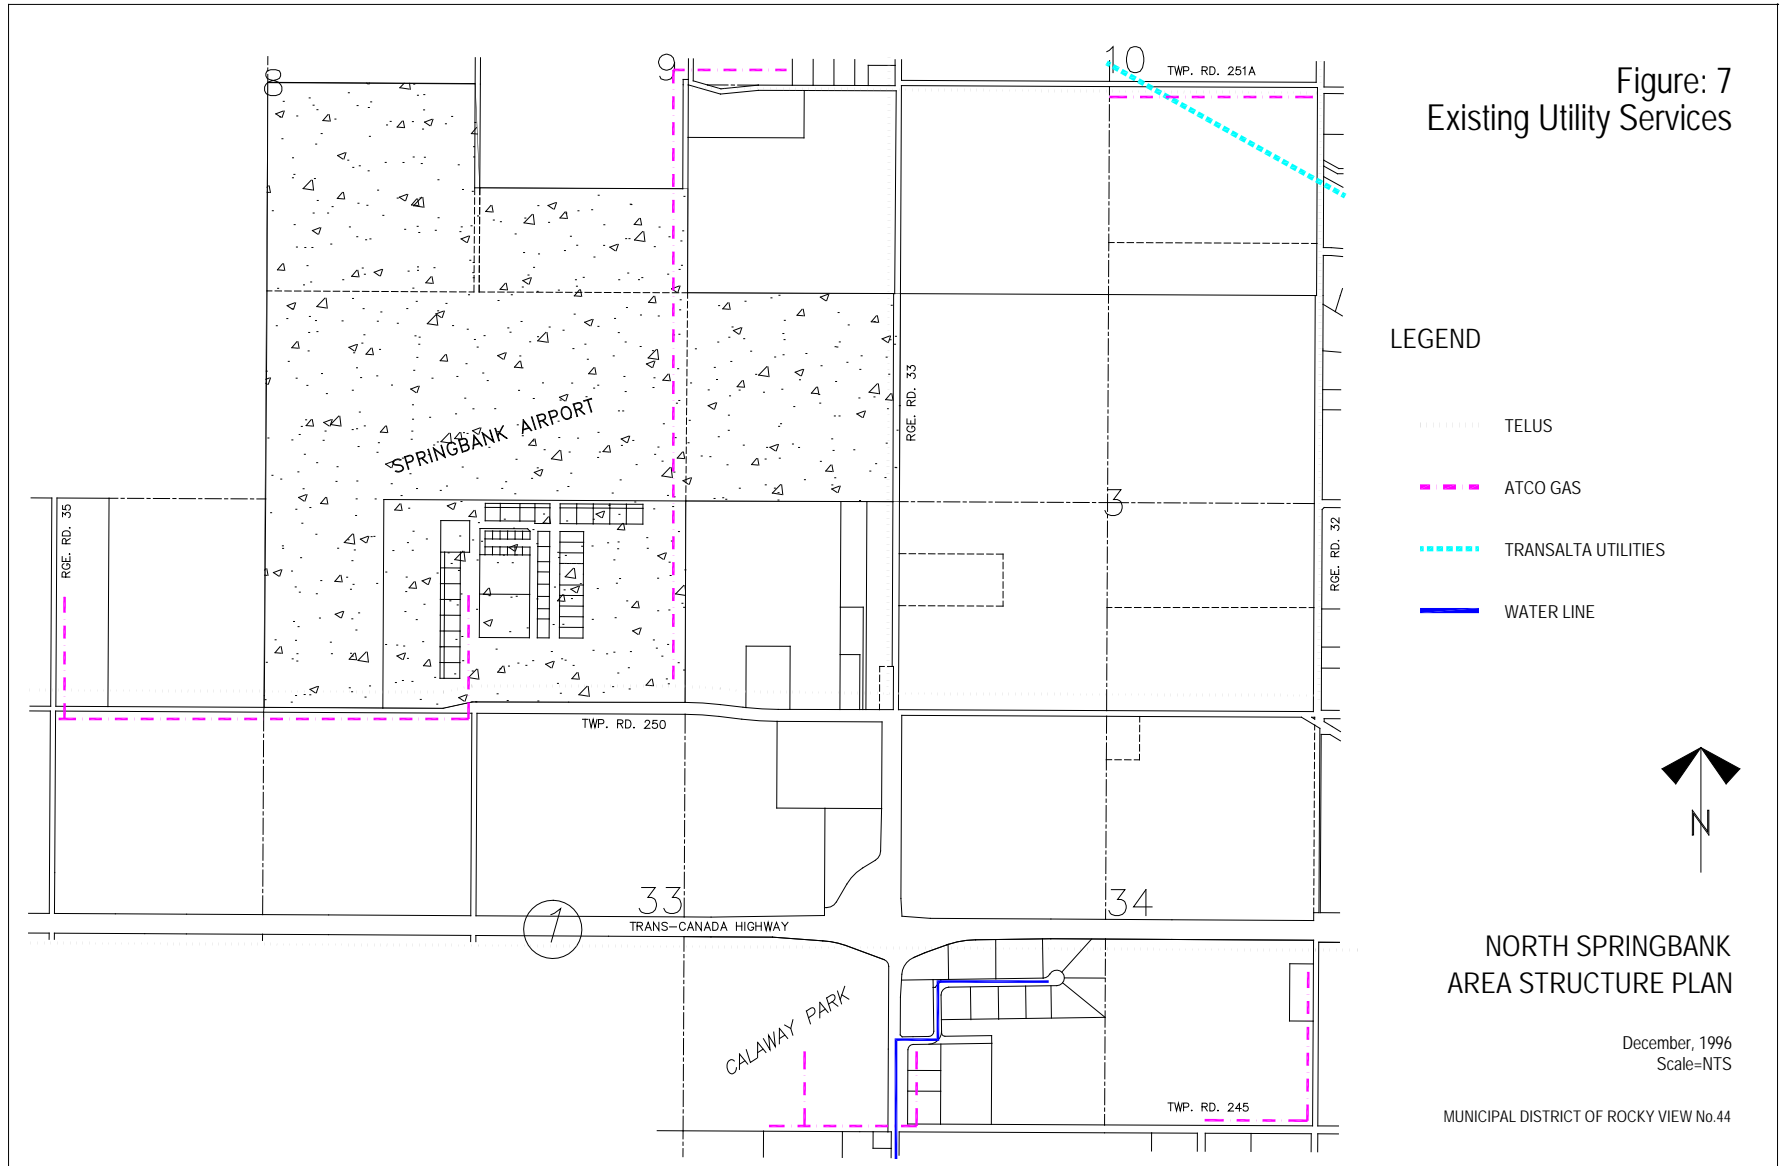 Figure: 7
Existing Utility Services
8
9
10
TWP. RD. 251A
LEGEND
TELUS
ATCO GAS
TRANSALTA UTILITIES
WATER LINE
RGE. RD. 33
SPRINGBANK AIRPORT
3
RGE. RD. 35
RGE. RD. 32
TWP. RD. 250
N
33
34
1
TRANS-CANADA HIGHWAY
CALAWAY PARK
TWP. RD. 245
NORTH SPRINGBANK
AREA STRUCTURE PLAN
December, 1996
Scale=NTS
MUNICIPAL DISTRICT OF ROCKY VIEW No.44